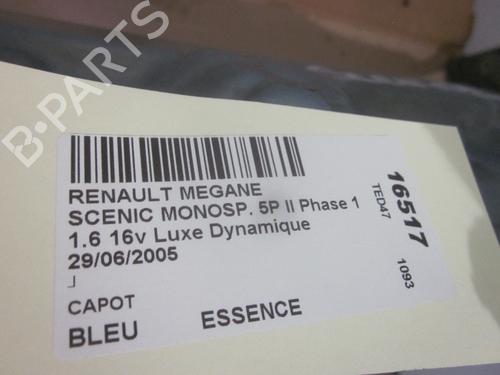 B·PARTS
RENAULT MEGANE
SCENIC MONOSP. 5P II Phase 1
1.6 16v Luxe Dynamique
29/06/2005
CAPOT
BLEU ESSENCE
16517
TED47 1093